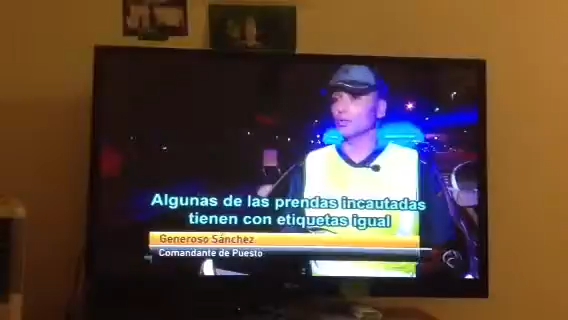 Algunas de las prendas incautadas
tienen con etiquetas igual
Generoso Sánchez
Comandante de Puesto